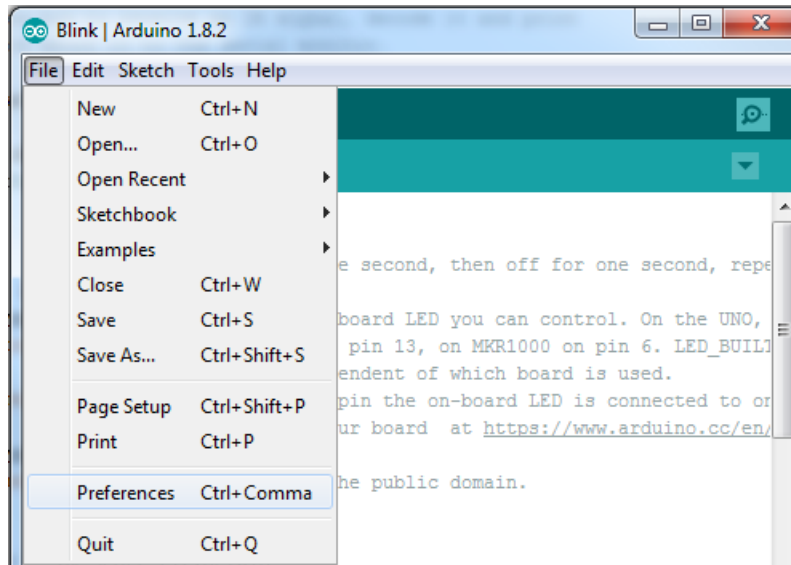 Blink | Arduino 1.8.2
File Edit Sketch Tools Help
New Ctrl+N
Open... Ctrl+O
Open Recent
Sketchbook
Examples
e second, then off for one second, repe
Close Ctrl+W
Save Ctrl+S
board LED you can control. On the UNO,
Save As... Ctrl+Shift+S
pin 13, on MKR1000 on pin 6. LED_BUILT
endent of which board is used.
Page Setup Ctrl+Shift+P
pin the on-board LED is connected to on
Print Ctrl+P
ur board at https://www.arduino.cc/en/
Preferences Ctrl+Comma
he public domain.
Quit Ctrl+Q